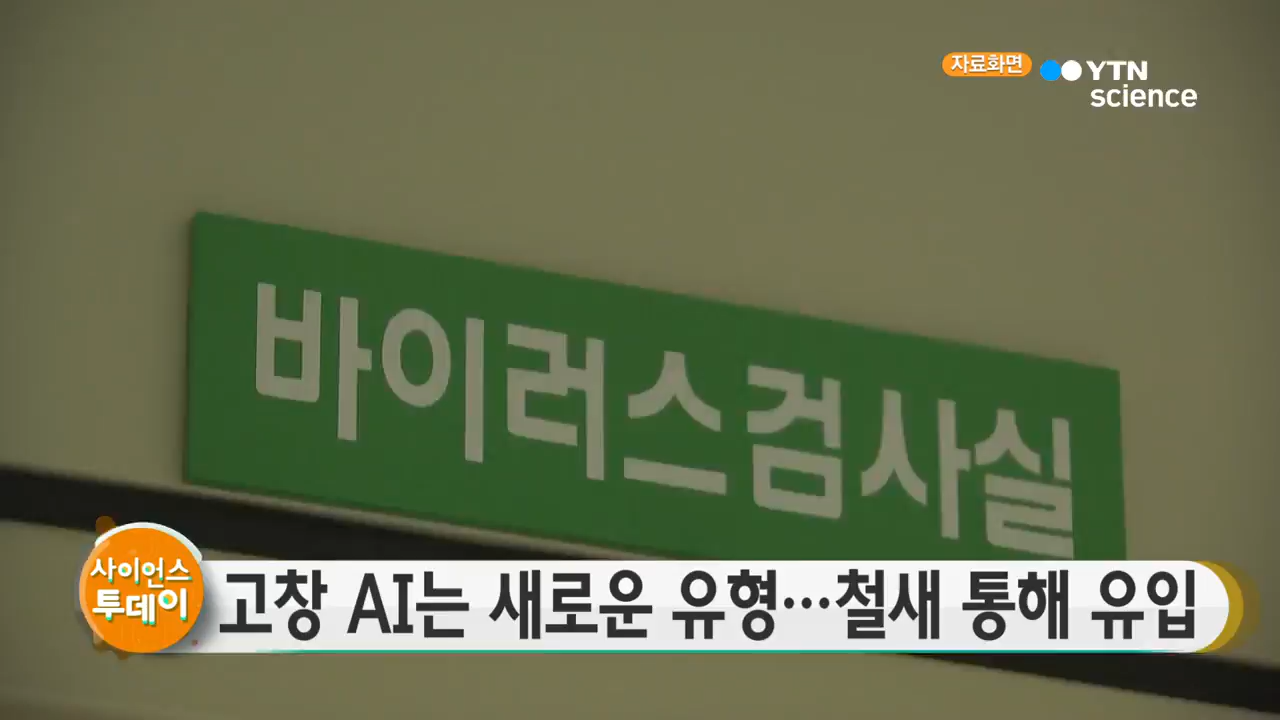 자료화면
YTN
science
바이러스검사실
사이언스
투데이
고창 AI는 새로운 유형…철새 통해 유입